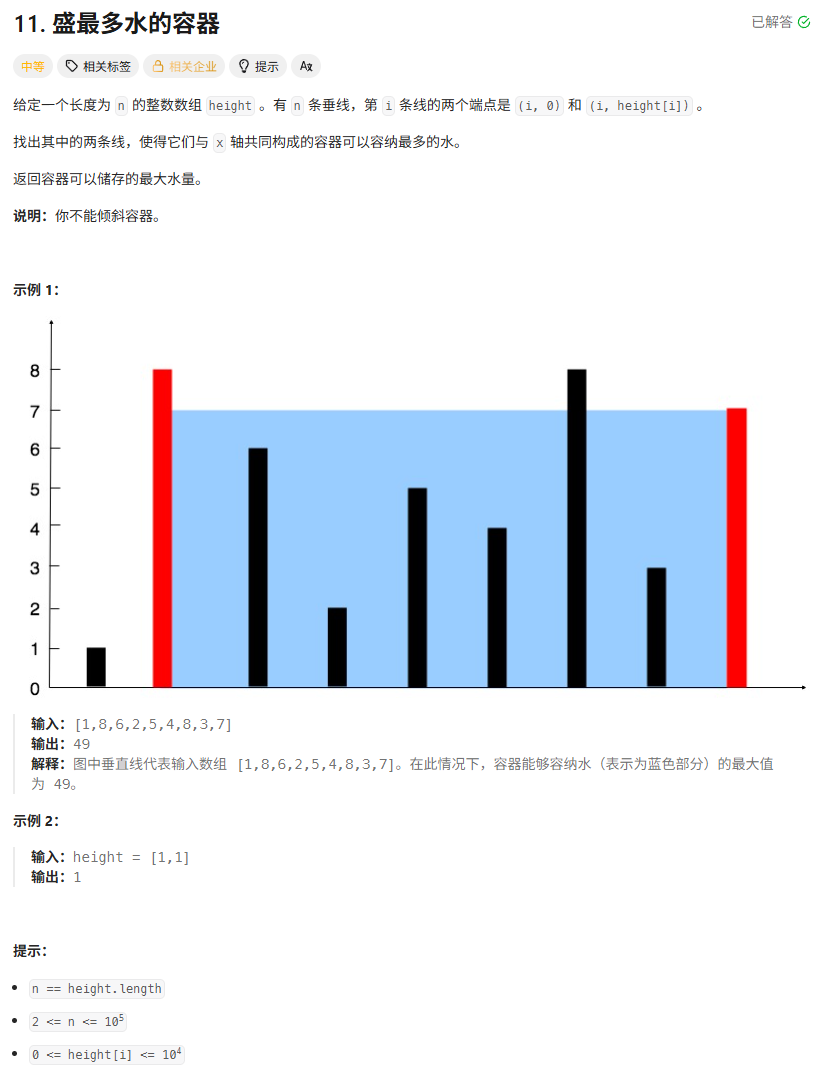 11. 盛最多水的容器
已解答
中等 相关标签 相关企业 提示
给定一个长度为 n 的整数数组 height 。有 n 条垂线，第 i 条线的两个端点是 (i, 0) 和 (i, height[i]) 。
找出其中的两条线，使得它们与 x 轴共同构成的容器可以容纳最多的水。
返回容器可以储存的最大水量。
说明：你不能倾斜容器。
示例 1：
8
7
6
5
4
3
2
1
0
输入：[1,8,6,2,5,4,8,3,7]
输出：49
解释：图中垂直线代表输入数组 [1,8,6,2,5,4,8,3,7]。在此情况下，容器能够容纳水（表示为蓝色部分）的最大值
为 49。
示例 2：
输入：height = [1,1]
输出：1
提示：
• n == height.length
• 2 <= n <= 10⁵
• 0 <= height[i] <= 10⁴